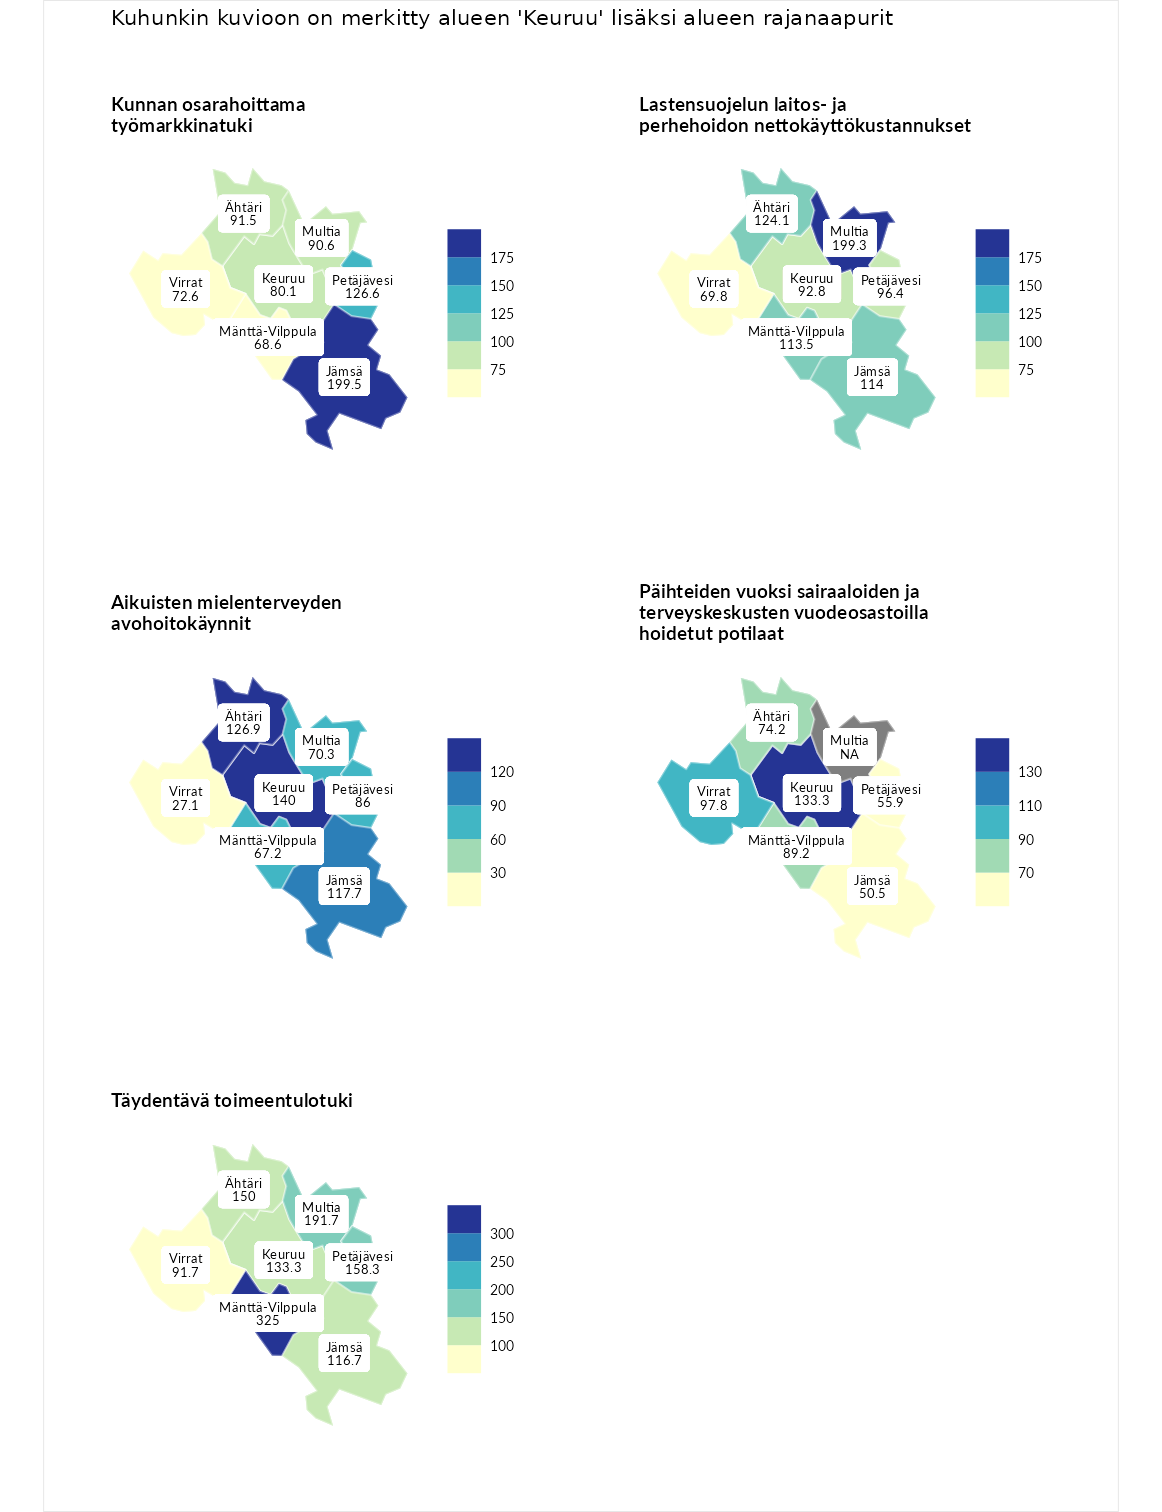 Kuhunkin kuvioon on merkitty alueen 'Keuruu' lisäksi alueen rajanaapurit
Kunnan osarahoittama
työmarkkinatuki
Ähtäri
91.5
Multia
90.6
Virrat
72.6
Keuruu
80.1
Petäjävesi
126.6
Mänttä-Vilppula
68.6
Jämsä
199.5
175
150
125
100
75
Lastensuojelun laitos- ja
perhehoidon nettokäyttökustannukset
Ähtäri
124.1
Multia
199.3
Virrat
69.8
Keuruu
92.8
Petäjävesi
96.4
Mänttä-Vilppula
113.5
Jämsä
114
175
150
125
100
75
Aikuisten mielenterveyden
avohoitokäynnit
Ähtäri
126.9
Multia
70.3
Virrat
27.1
Keuruu
140
Petäjävesi
86
Mänttä-Vilppula
67.2
Jämsä
117.7
120
90
60
30
Päihteiden vuoksi sairaaloiden ja
terveyskeskusten vuodeosastoilla
hoidetut potilaat
Ähtäri
74.2
Multia
NA
Virrat
97.8
Keuruu
133.3
Petäjävesi
55.9
Mänttä-Vilppula
89.2
Jämsä
50.5
130
110
90
70
Täydentävä toimeentulotuki
Ähtäri
150
Multia
191.7
Virrat
91.7
Keuruu
133.3
Petäjävesi
158.3
Mänttä-Vilppula
325
Jämsä
116.7
300
250
200
150
100